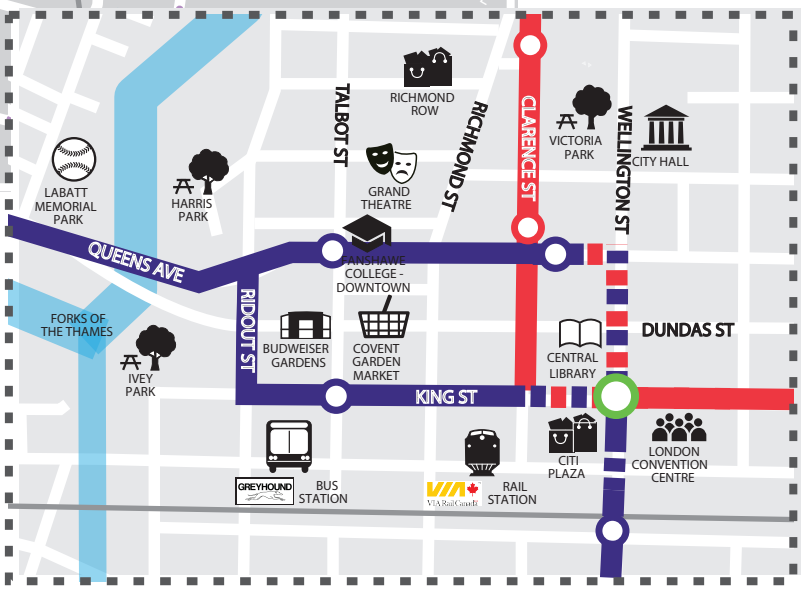 RICHMOND
ROW
TALBOT ST
RICHMOND ST
CLARENCE ST
VICTORIA
PARK
WELLINGTON ST
CITY HALL
LABATT
MEMORIAL
PARK
HARRIS
PARK
GRAND
THEATRE
QUEENS AVE
FANSHAWE
COLLEGE -
DOWNTOWN
RIDOUT ST
FORKS OF
THE THAMES
BUDWEISER
GARDENS
COVENT
GARDEN
MARKET
CENTRAL
LIBRARY
DUNDAS ST
IVEY
PARK
KING ST
CITI
PLAZA
LONDON
CONVENTION
CENTRE
GREYHOUND
BUS
STATION
VIA
VIA Rail Canada
RAIL
STATION